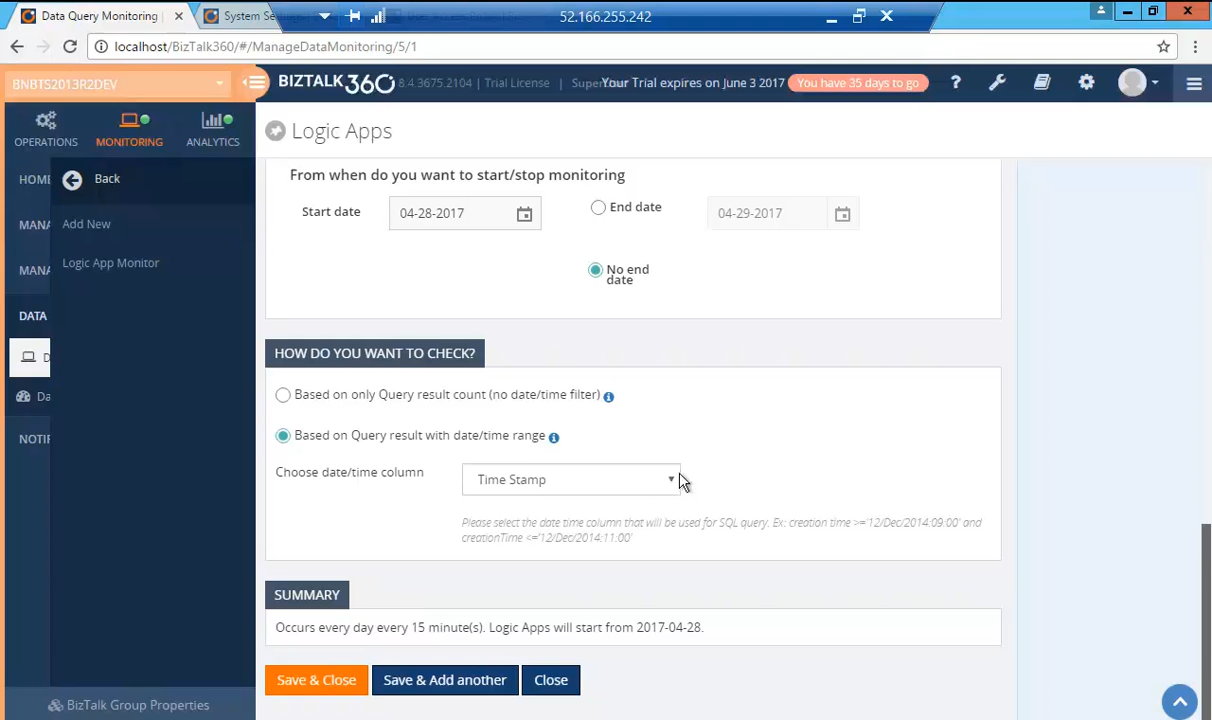 Data Query Monitoring |
System Settings
52.166.255.242
localhost/BizTalk360/#/ManageDataMonitoring/5/1
BNBTS2013R2DEV
BIZTALK360
8.4.3675.2104 | Trial License |
Your Trial expires on June 3 2017
You have 35 days to go
OPERATIONS
MONITORING
ANALYTICS
Logic Apps
HOME
Back
MANA
Add New
MANA
Logic App Monitor
DATA
D
Da
NOTIF
From when do you want to start/stop monitoring
Start date
04-28-2017
End date
04-29-2017
No end
date
HOW DO YOU WANT TO CHECK?
Based on only Query result count (no date/time filter)
Based on Query result with date/time range
Choose date/time column
Time Stamp
Please select the date time column that will be used for SQL query. Ex: creation time >='12/Dec/2014:09:00' and
creationTime <='12/Dec/2014:11:00'
SUMMARY
Occurs every day every 15 minute(s). Logic Apps will start from 2017-04-28.
Save & Close
Save & Add another
Close
BizTalk Group Properties